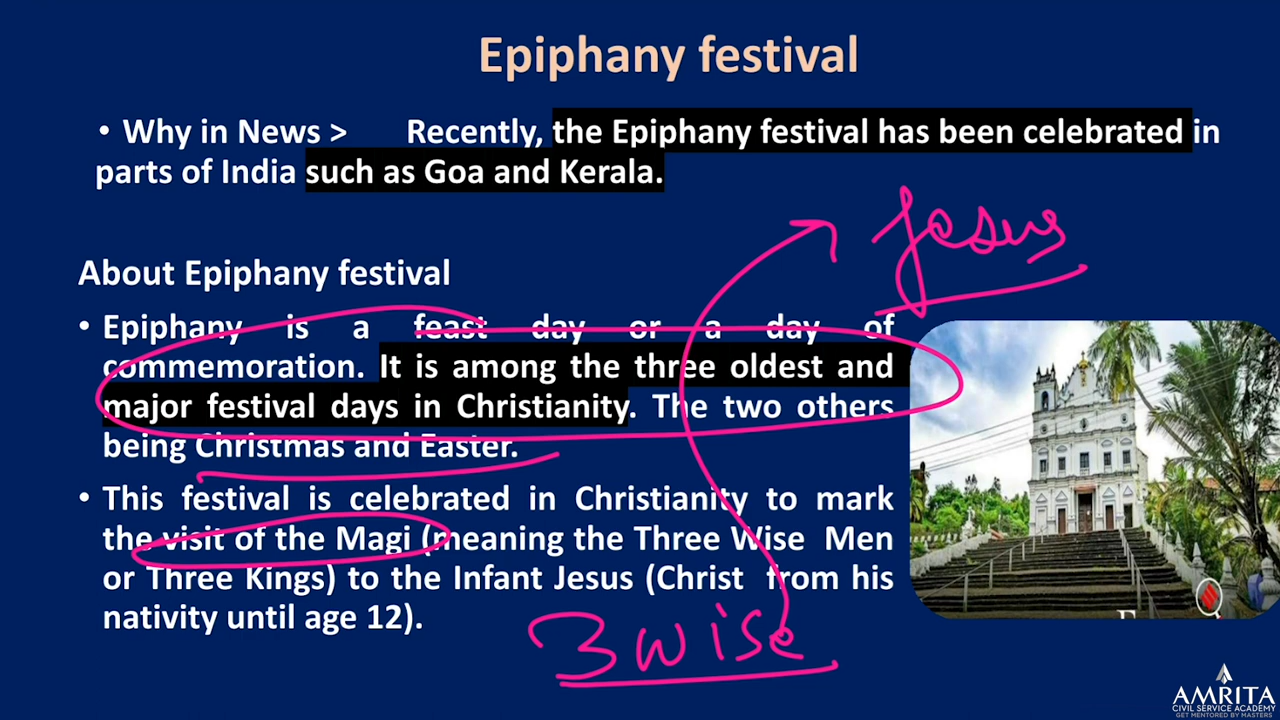 Epiphany festival
• Why in News > Recently, the Epiphany festival has been celebrated in
parts of India such as Goa and Kerala.
Jesus
About Epiphany festival
• Epiphany is a feast day or a day of
commemoration. It is among the three oldest and
major festival days in Christianity. The two others
being Christmas and Easter.
• This festival is celebrated in Christianity to mark
the visit of the Magi (meaning the Three Wise Men
or Three Kings) to the Infant Jesus (Christ from his
nativity until age 12).
3 wise
AMRITA
CIVIL SERVICE ACADEMY
GET MENTORED BY MASTERS